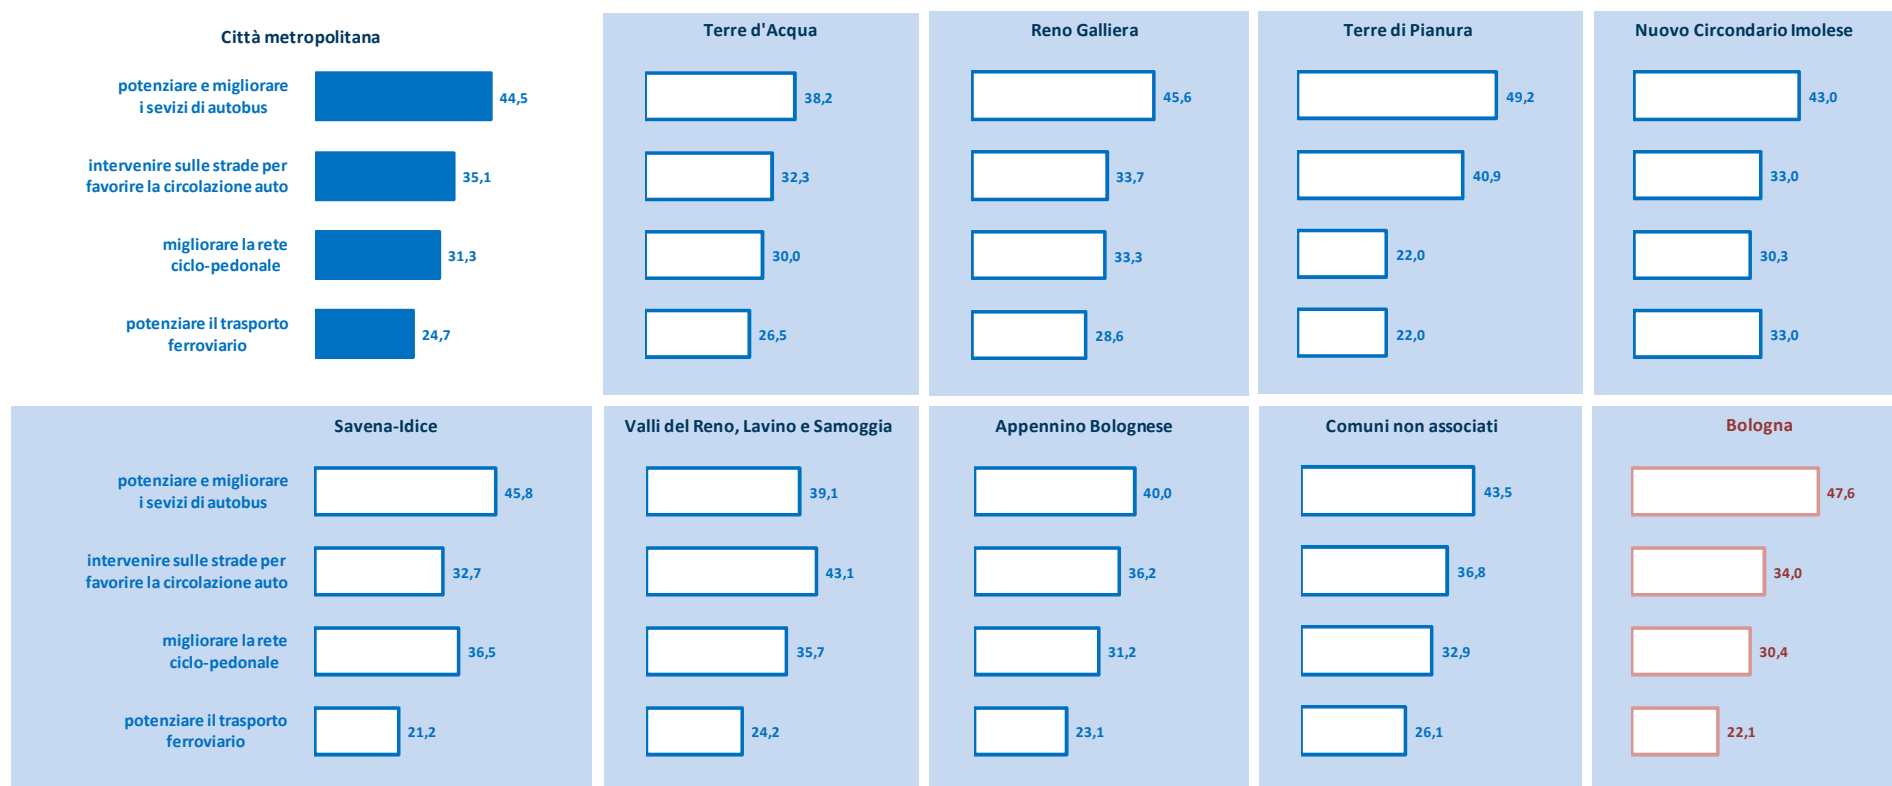 Città metropolitana
potenziare e migliorare
i sevizi di autobus
44,5
intervenire sulle strade per
favorire la circolazione auto
35,1
migliorare la rete
ciclo-pedonale
31,3
potenziare il trasporto
ferroviario
24,7
Terre d'Acqua
38,2
32,3
30,0
26,5
Reno Galliera
45,6
33,7
33,3
28,6
Terre di Pianura
49,2
40,9
22,0
22,0
Nuovo Circondario Imolese
43,0
33,0
30,3
33,0
Savena-Idice
potenziare e migliorare
i sevizi di autobus
45,8
intervenire sulle strade per
favorire la circolazione auto
32,7
migliorare la rete
ciclo-pedonale
36,5
potenziare il trasporto
ferroviario
21,2
Valli del Reno, Lavino e Samoggia
39,1
43,1
35,7
24,2
Appennino Bolognese
40,0
36,2
31,2
23,1
Comuni non associati
43,5
36,8
32,9
26,1
Bologna
47,6
34,0
30,4
22,1